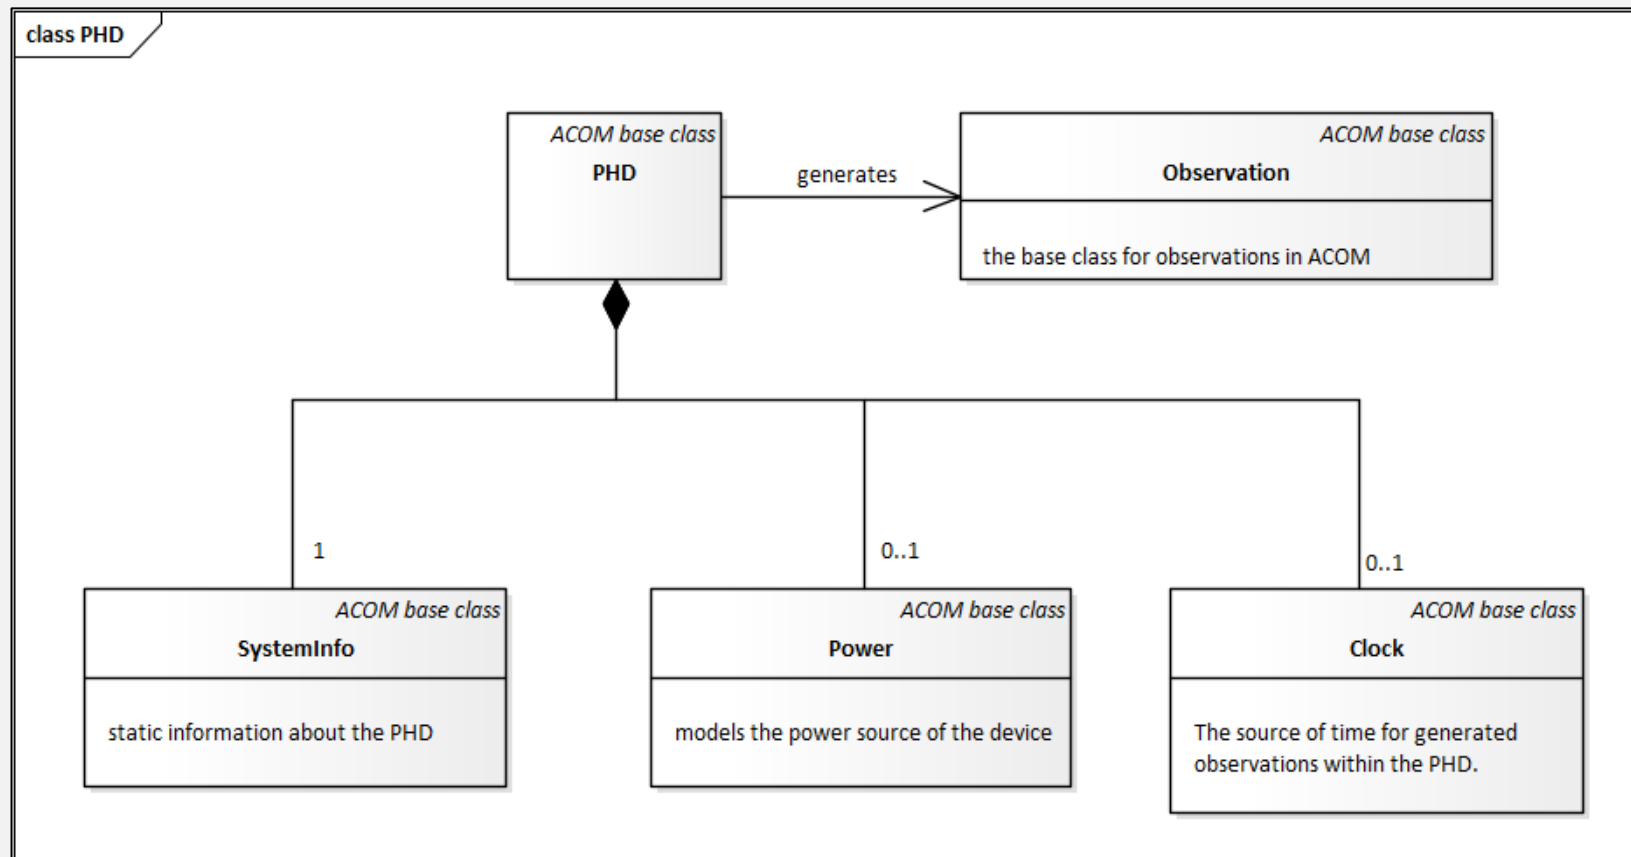 class PHD
ACOM base class
PHD
generates
ACOM base class
Observation
the base class for observations in ACOM
1
0..1
0..1
ACOM base class
SystemInfo
static information about the PHD
ACOM base class
Power
models the power source of the device
ACOM base class
Clock
The source of time for generated
observations within the PHD.